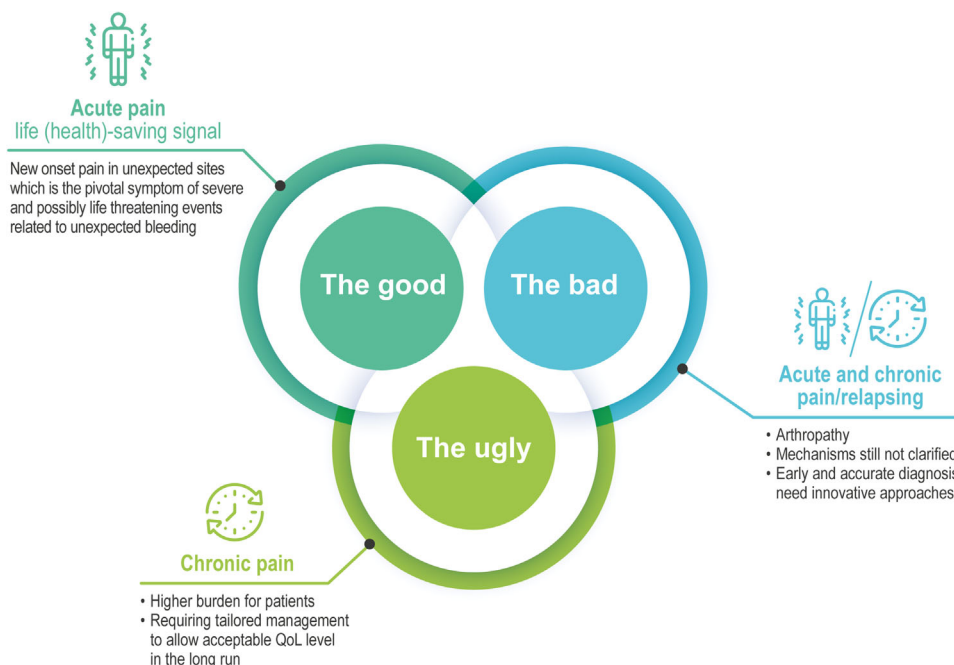 Acute pain
life (health)-saving signal
New onset pain in unexpected sites
which is the pivotal symptom of severe
and possibly life threatening events
related to unexpected bleeding
The good
The bad
The ugly
Acute and chronic
pain/relapsing
• Arthropathy
• Mechanisms still not clarified
• Early and accurate diagnosis
need innovative approaches
Chronic pain
• Higher burden for patients
• Requiring tailored management
to allow acceptable QoL level
in the long run